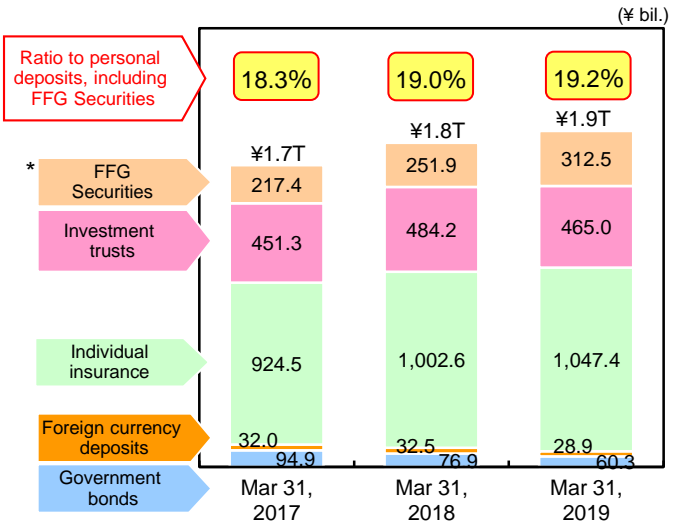 (¥ bil.)
Ratio to personal
deposits, including
FFG Securities
18.3%
19.0%
19.2%
¥1.7T
¥1.8T
¥1.9T
*
FFG
Securities
217.4
251.9
312.5
Investment
trusts
451.3
484.2
465.0
Individual
insurance
924.5
1,002.6
1,047.4
Foreign currency
deposits
32.0
32.5
28.9
Government
bonds
94.9
76.9
60.3
Mar 31,
2017
Mar 31,
2018
Mar 31,
2019